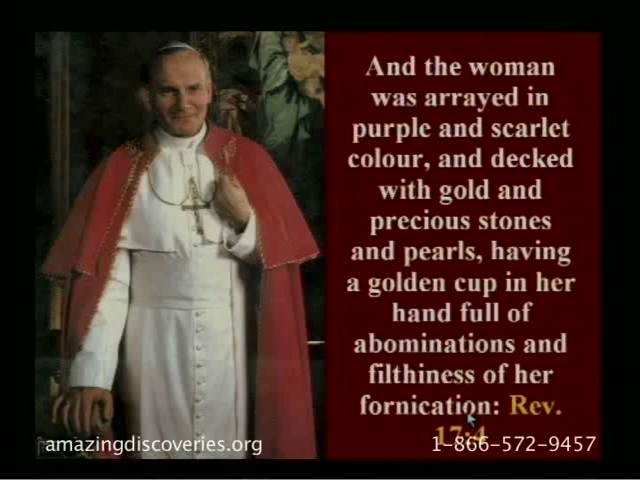 And the woman
was arrayed in
purple and scarlet
colour, and decked
with gold and
precious stones
and pearls, having
a golden cup in her
hand full of
abominations and
filthiness of her
fornication: Rev.
17:4
amazingdiscoveries.org
1-866-572-9457